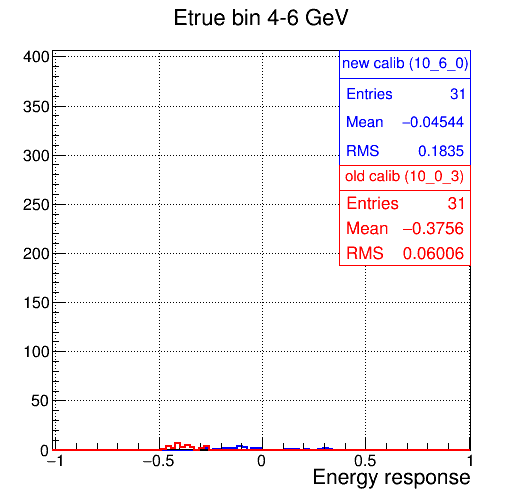 Etrue bin 4-6 GeV
400
350
300
250
200
150
100
50
0
new calib (10_6_0)
Entries 31
Mean −0.04544
RMS 0.1835
old calib (10_0_3)
Entries 31
Mean −0.3756
RMS 0.06006
−1 −0.5 0 0.5 1
Energy response